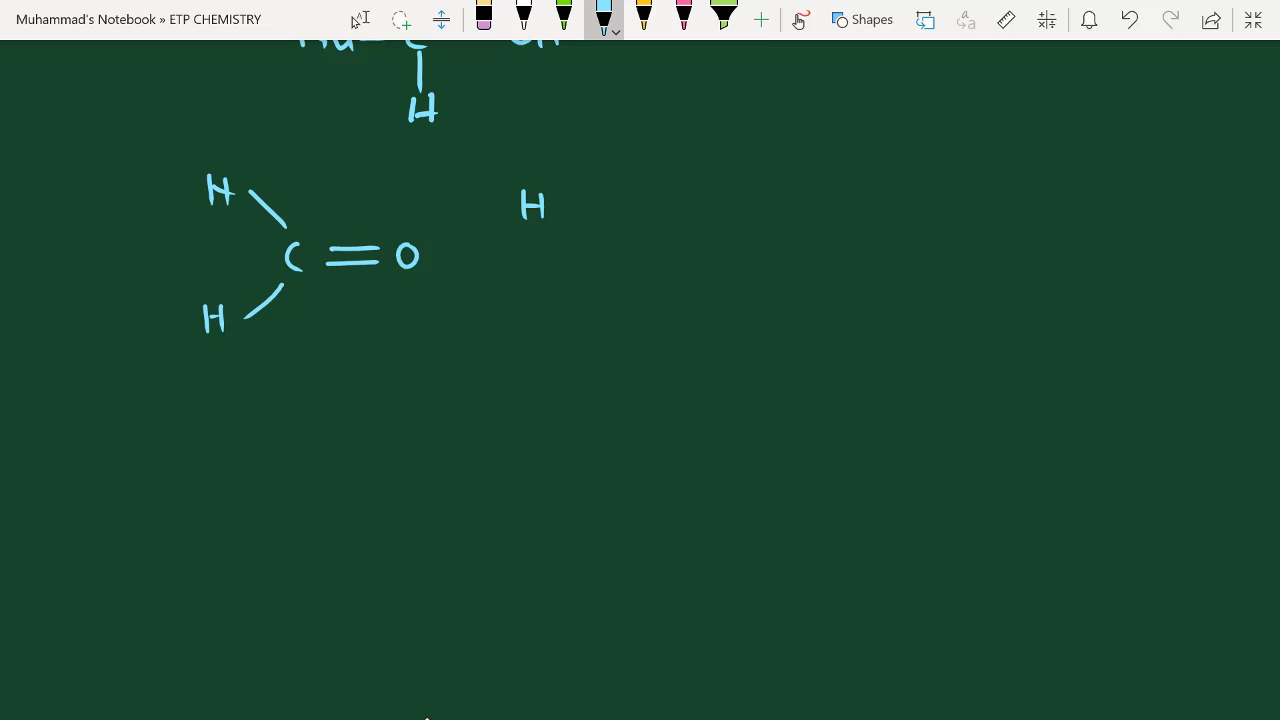 Muhammad's Notebook » ETP CHEMISTRY
Shapes
H
H H
C = O
H